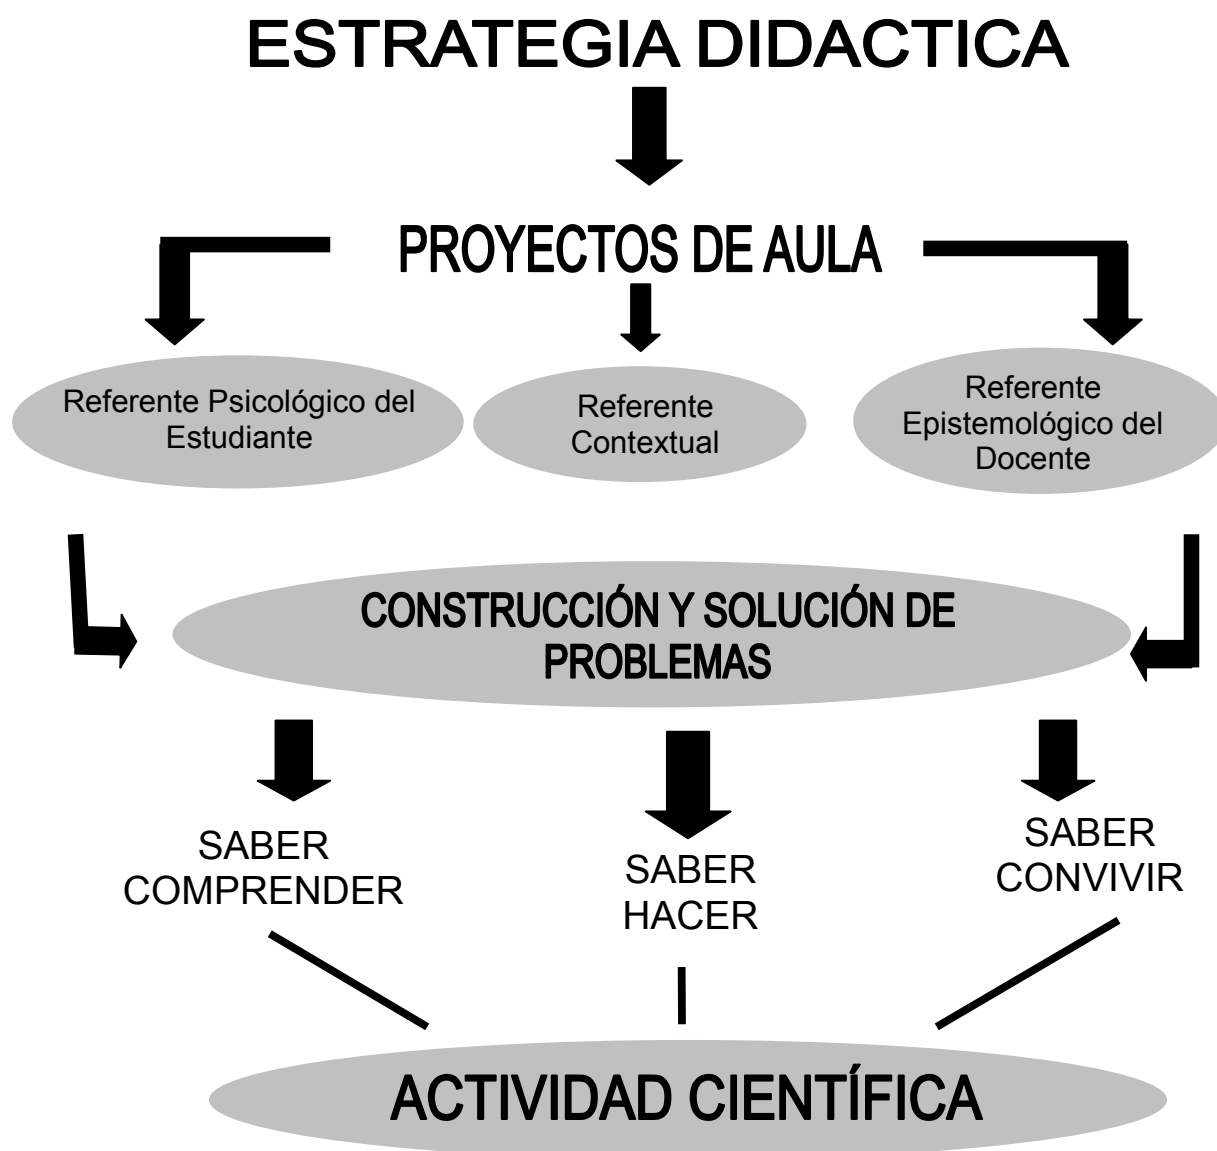 ESTRATEGIA DIDACTICA
PROYECTOS DE AULA
Referente Psicológico del
Estudiante
Referente
Contextual
Referente
Epistemológico del
Docente
CONSTRUCCIÓN Y SOLUCIÓN DE
PROBLEMAS
SABER
COMPRENDER
SABER
HACER
SABER
CONVIVIR
ACTIVIDAD CIENTÍFICA